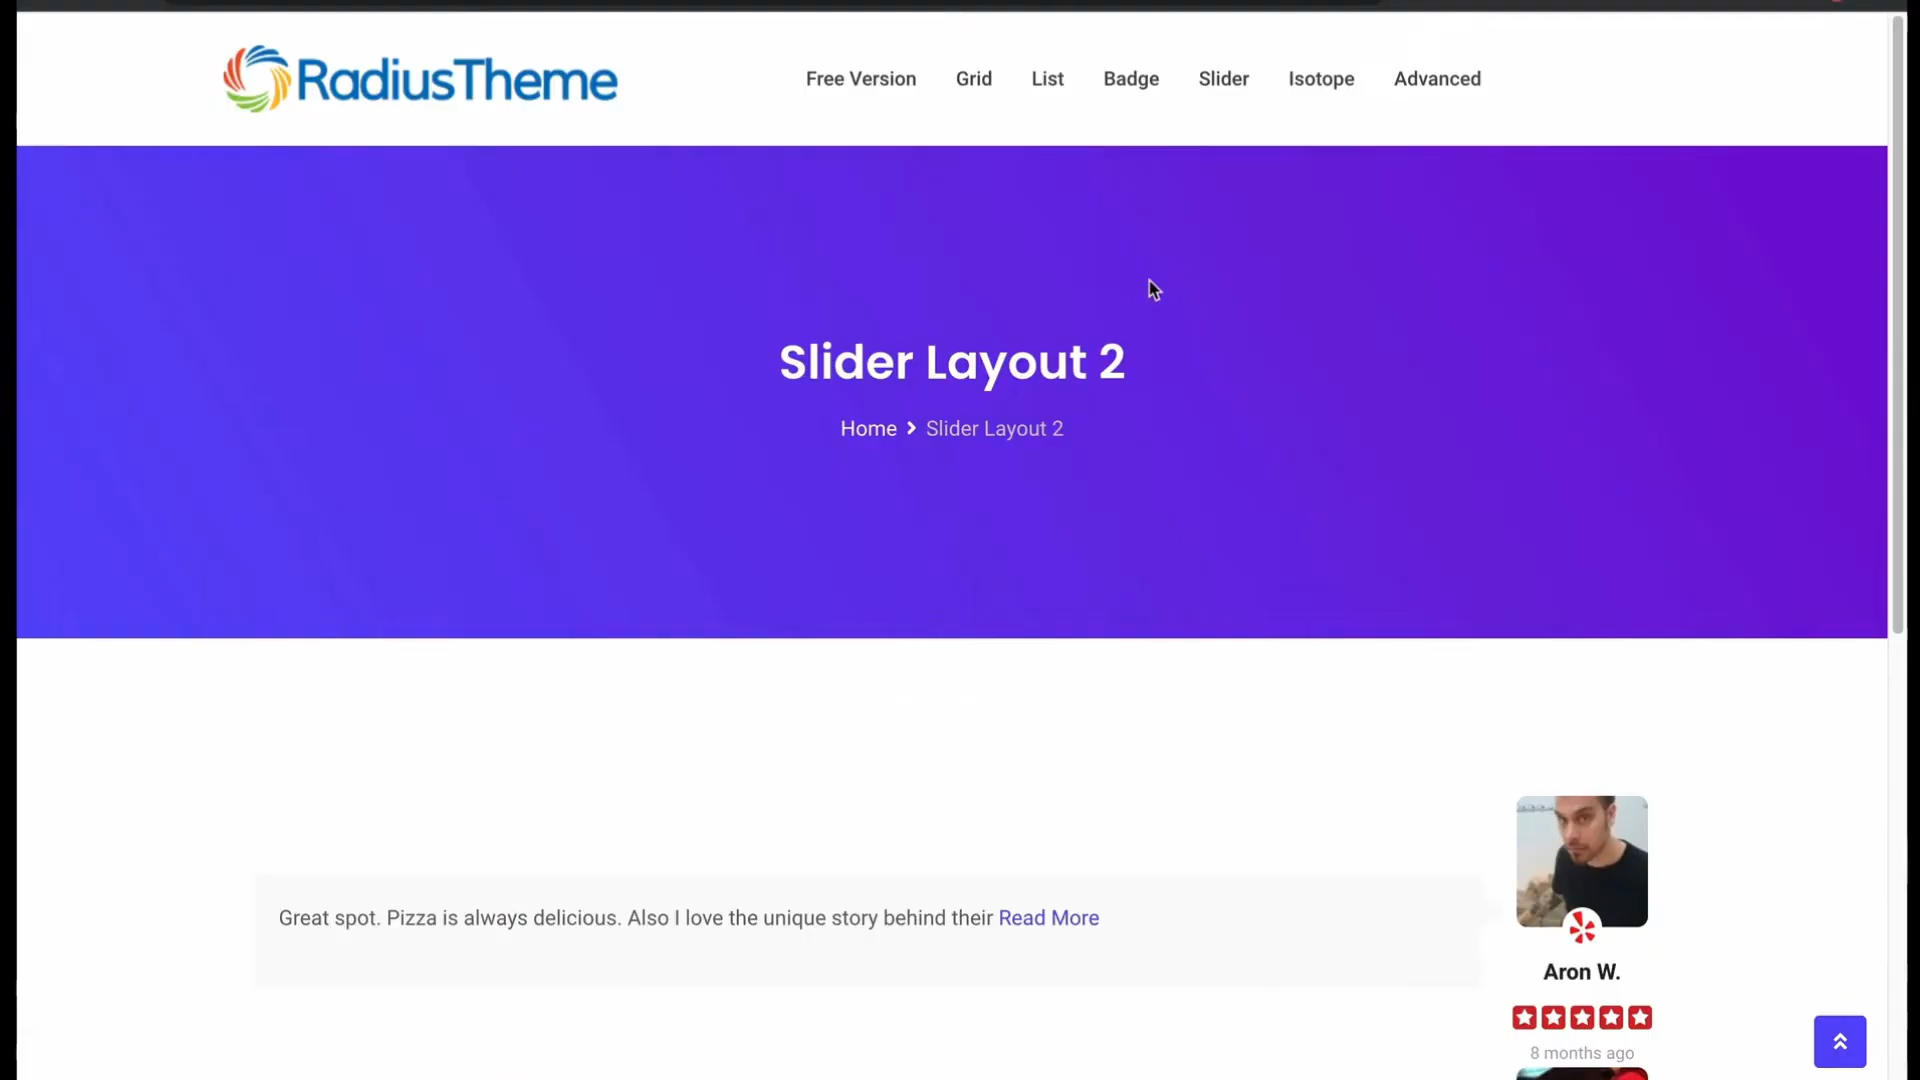 RadiusTheme
Free Version Grid List Badge Slider Isotope Advanced
Slider Layout 2
Home Slider Layout 2
Great spot. Pizza is always delicious. Also I love the unique story behind their Read More
Aron W.
8 months ago